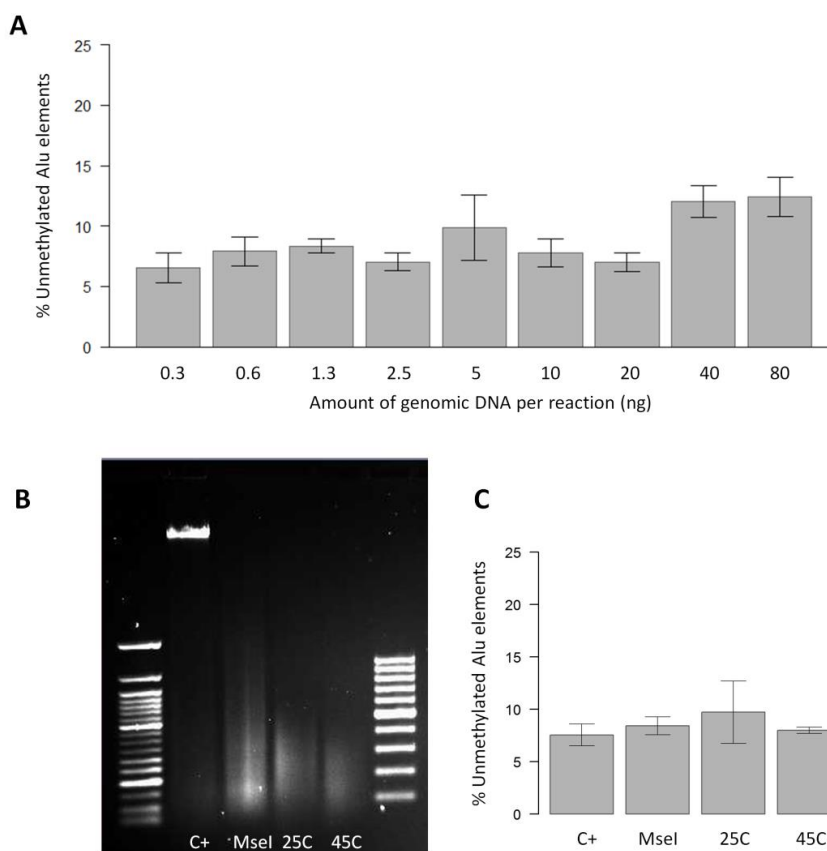 A
% Unmethylated Alu elements
25
20
15
10
5
0
0.3 0.6 1.3 2.5 5 10 20 40 80
Amount of genomic DNA per reaction (ng)
B
C+ MseI 25C 45C
C
% Unmethylated Alu elements
25
20
15
10
5
0
C+ MseI 25C 45C